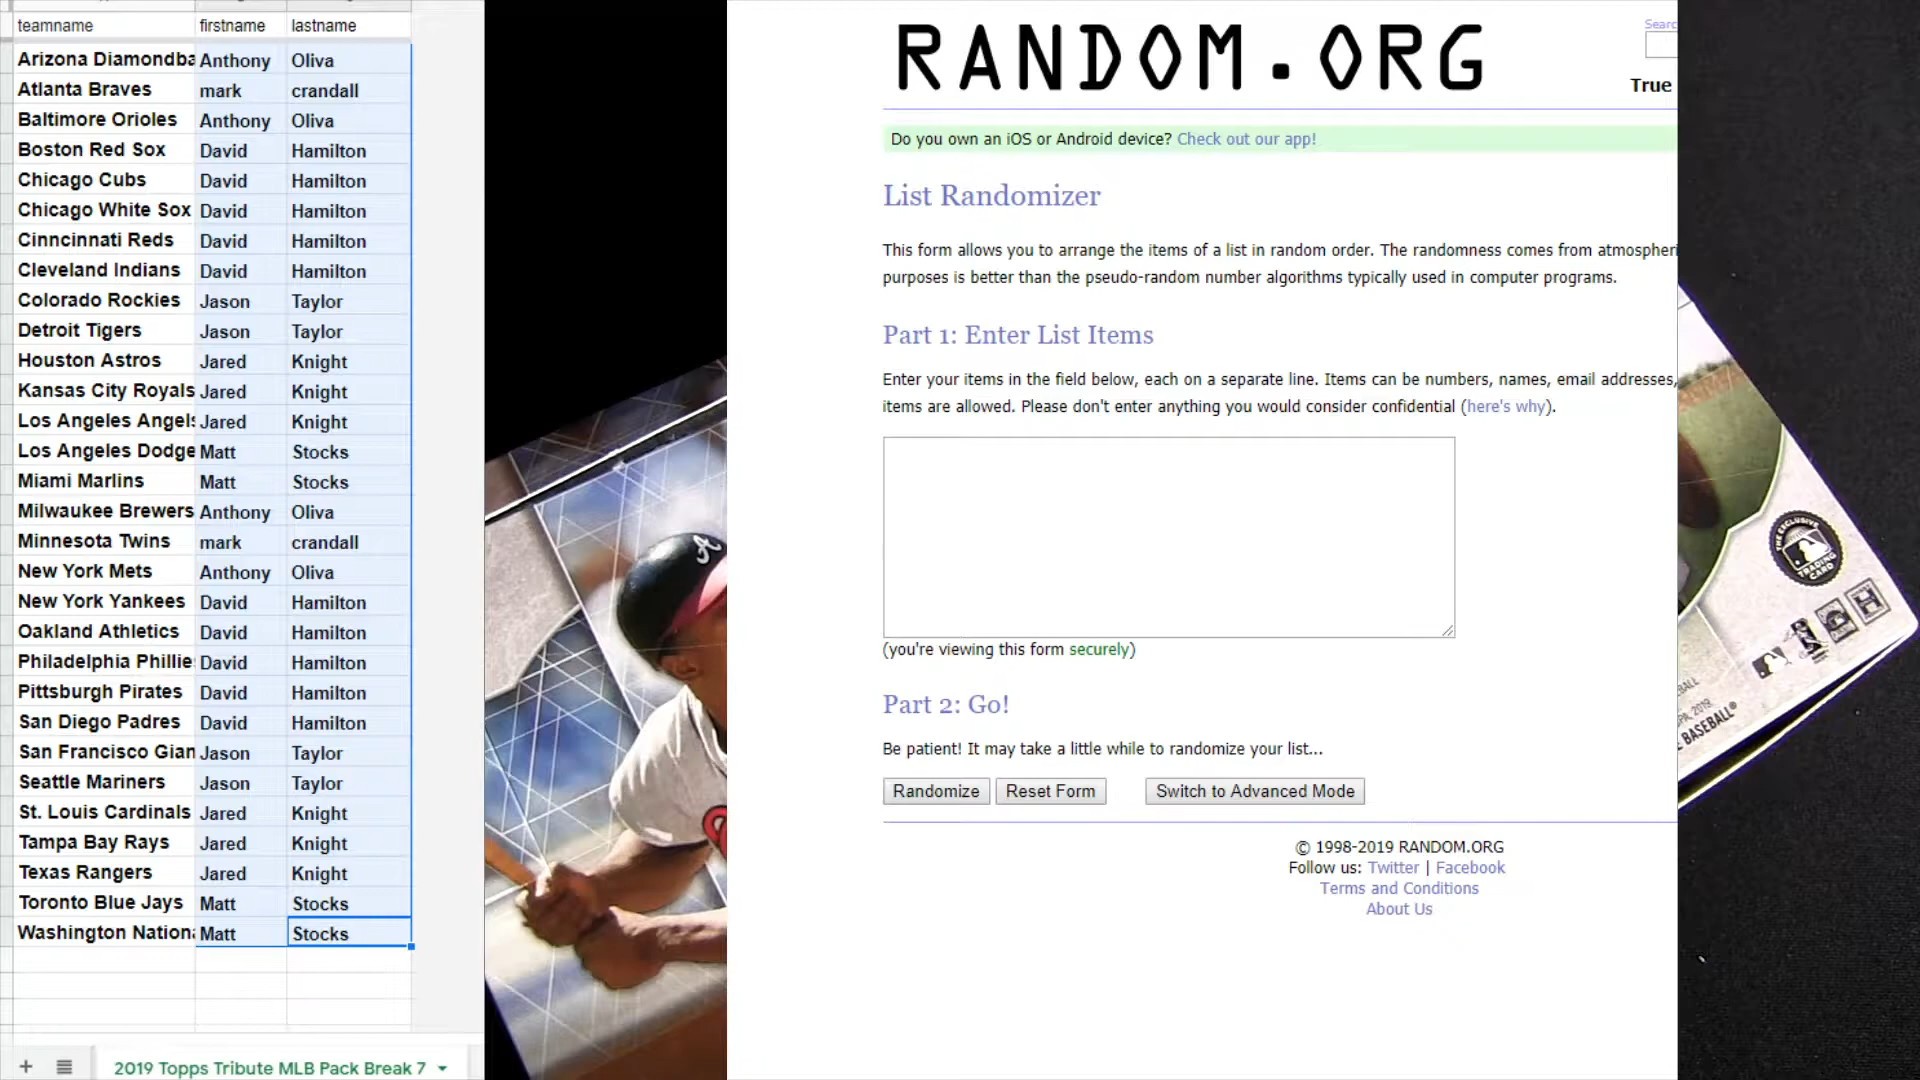 teamname firstname lastname
Arizona Diamondba Anthony Oliva
Atlanta Braves mark crandall
Baltimore Orioles Anthony Oliva
Boston Red Sox David Hamilton
Chicago Cubs David Hamilton
Chicago White Sox David Hamilton
Cinncinnati Reds David Hamilton
Cleveland Indians David Hamilton
Colorado Rockies Jason Taylor
Detroit Tigers Jason Taylor
Houston Astros Jared Knight
Kansas City Royals Jared Knight
Los Angeles Angels Jared Knight
Los Angeles Dodge Matt Stocks
Miami Marlins Matt Stocks
Milwaukee Brewers Anthony Oliva
Minnesota Twins mark crandall
New York Mets Anthony Oliva
New York Yankees David Hamilton
Oakland Athletics David Hamilton
Philadelphia Phillie David Hamilton
Pittsburgh Pirates David Hamilton
San Diego Padres David Hamilton
San Francisco Gian Jason Taylor
Seattle Mariners Jason Taylor
St. Louis Cardinals Jared Knight
Tampa Bay Rays Jared Knight
Texas Rangers Jared Knight
Toronto Blue Jays Matt Stocks
Washington Nationa Matt Stocks
2019 Topps Tribute MLB Pack Break 7
RANDOM.ORG
Searc
True
Do you own an iOS or Android device? Check out our app!
List Randomizer
This form allows you to arrange the items of a list in random order. The randomness comes from atmospheri
purposes is better than the pseudo-random number algorithms typically used in computer programs.
Part 1: Enter List Items
Enter your items in the field below, each on a separate line. Items can be numbers, names, email addresses,
items are allowed. Please don't enter anything you would consider confidential (here's why).
(you're viewing this form securely)
Part 2: Go!
Be patient! It may take a little while to randomize your list...
Randomize Reset Form Switch to Advanced Mode
© 1998-2019 RANDOM.ORG
Follow us: Twitter | Facebook
Terms and Conditions
About Us
A
THE EXCLUSIVE
TRADING
CARD
BASEBALL®